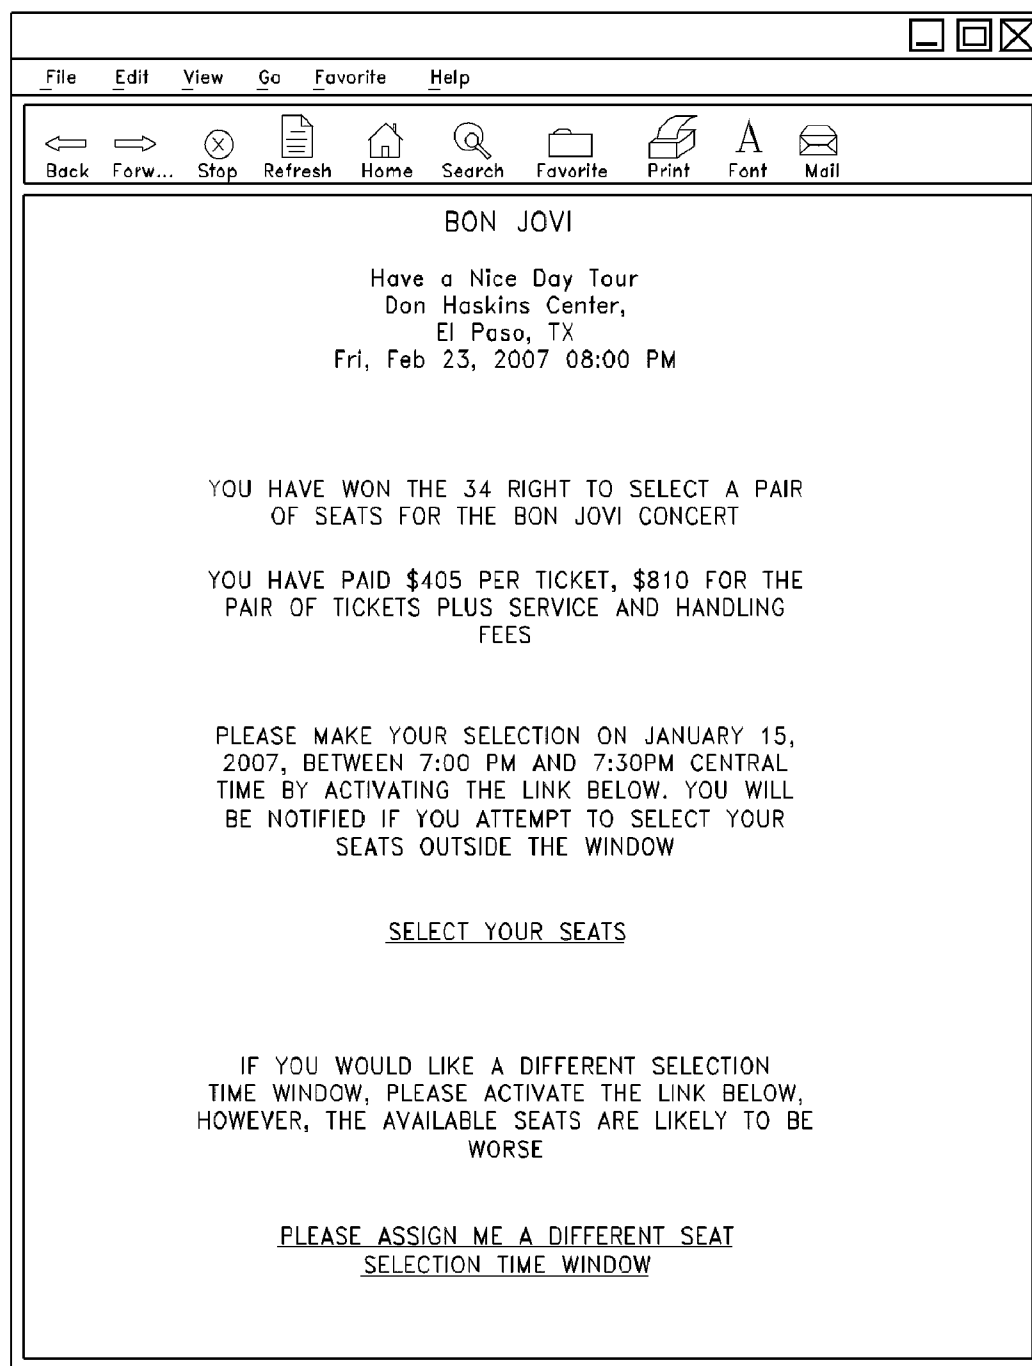 File Edit View Go Favorite Help
Back Forw... Stop Refresh Home Search Favorite Print Font Mail
BON JOVI
Have a Nice Day Tour
Don Haskins Center,
El Paso, TX
Fri, Feb 23, 2007 08:00 PM
YOU HAVE WON THE 34 RIGHT TO SELECT A PAIR
OF SEATS FOR THE BON JOVI CONCERT
YOU HAVE PAID $405 PER TICKET, $810 FOR THE
PAIR OF TICKETS PLUS SERVICE AND HANDLING
FEES
PLEASE MAKE YOUR SELECTION ON JANUARY 15,
2007, BETWEEN 7:00 PM AND 7:30PM CENTRAL
TIME BY ACTIVATING THE LINK BELOW. YOU WILL
BE NOTIFIED IF YOU ATTEMPT TO SELECT YOUR
SEATS OUTSIDE THE WINDOW
SELECT YOUR SEATS
IF YOU WOULD LIKE A DIFFERENT SELECTION
TIME WINDOW, PLEASE ACTIVATE THE LINK BELOW,
HOWEVER, THE AVAILABLE SEATS ARE LIKELY TO BE
WORSE
PLEASE ASSIGN ME A DIFFERENT SEAT
SELECTION TIME WINDOW